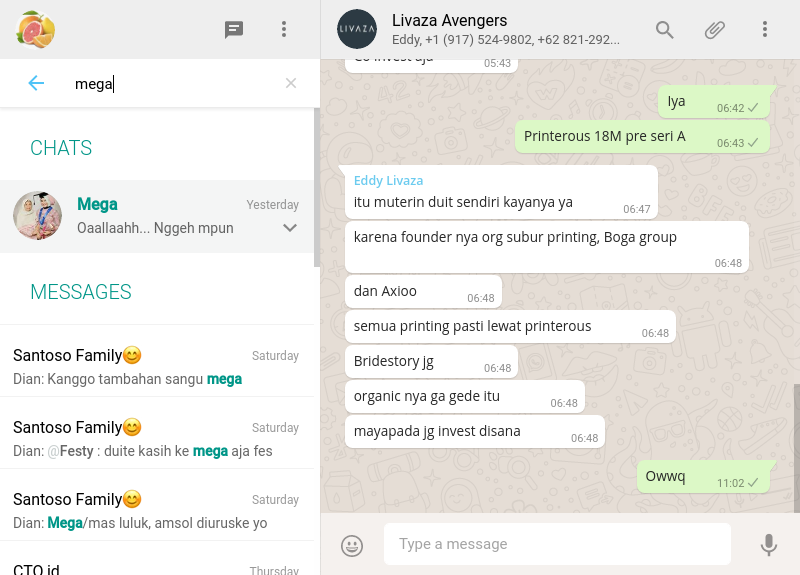 mega
CHATS
Mega
Yesterday
Oaallaahh... Nggeh mpun
MESSAGES
Santoso Family😊
Saturday
Dian: Kanggo tambahan sangu mega
Santoso Family😊
Saturday
Dian: @Festy : duite kasih ke mega aja fes
Santoso Family😊
Saturday
Dian: Mega/mas luluk, amsol diuruske yo
CTO id
Thursday
LIVAZA
Livaza Avengers
Eddy, +1 (917) 524-9802, +62 821-292...
Co invest aja
05:43
Iya
06:42
Printerous 18M pre seri A
06:43
Eddy Livaza
itu muterin duit sendiri kayanya ya
06:47
karena founder nya org subur printing, Boga group
06:48
dan Axioo
06:48
semua printing pasti lewat printerous
06:48
Bridestory jg
06:48
organic nya ga gede itu
06:48
mayapada jg invest disana
06:48
Owwq
11:02
Type a message